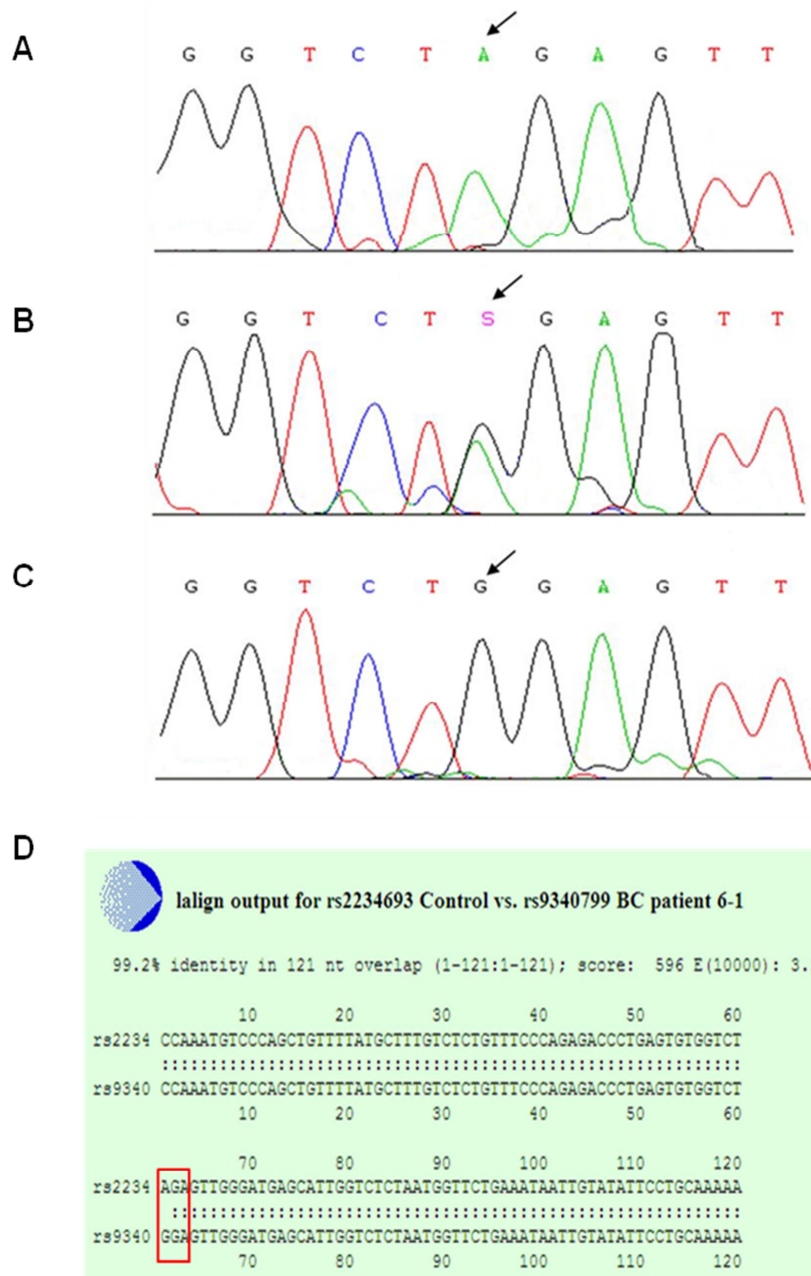 A
G G T C T A G A G T T
B
G G T C T S G A G T T
C
G G T C T G G A G T T
D
lalign output for rs2234693 Control vs. rs9340799 BC patient 6-1
99.2% identity in 121 nt overlap (1-121:1-121); score: 596 E(10000): 3.
10 20 30 40 50 60
rs2234 CCAAATGTCCCAGCTGTTTTATGCTTTGTCTCTGTTTCCCAGAGACCCTGAGTGTGGTCT
::::::::::::::::::::::::::::::::::::::::::::::::::::::::::::
rs9340 CCAAATGTCCCAGCTGTTTTATGCTTTGTCTCTGTTTCCCAGAGACCCTGAGTGTGGTCT
10 20 30 40 50 60
70 80 90 100 110 120
rs2234 AGAGTTGGGATGAGCATTGGTCTCTAATGGTTCTGAAATAATTGTATATTCCTGCAAAAA
:::::::::::::::::::::::::::::::::::::::::::::::::::::::::::
rs9340 GGAGTTGGGATGAGCATTGGTCTCTAATGGTTCTGAAATAATTGTATATTCCTGCAAAAA
70 80 90 100 110 120